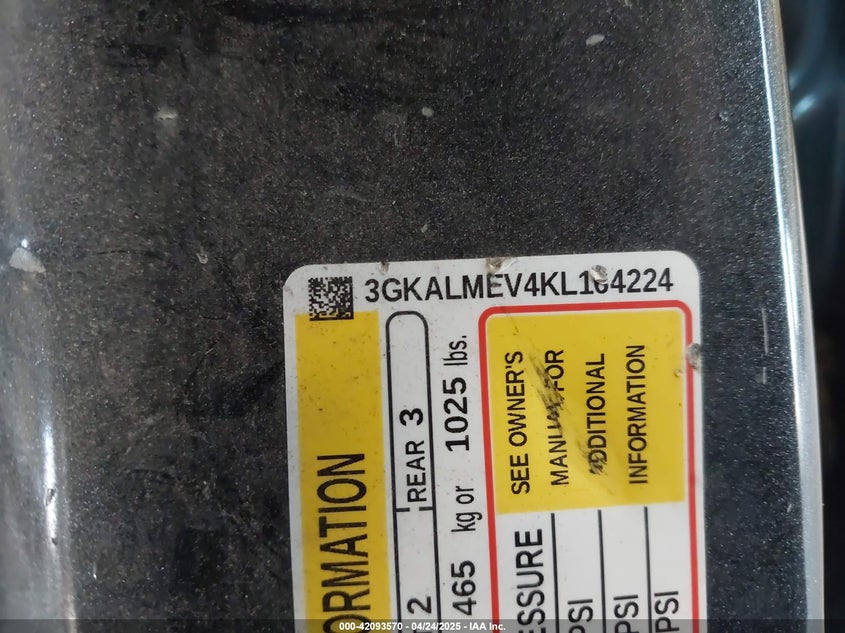 3GKALMEV4KL164224
ORMATION
2 REAR 3
465 kg or 1025 lbs.
ESSURE
PSI
PSI
PSI
SEE OWNER'S
MANUAL FOR
ADDITIONAL
INFORMATION
000-42093570 - 04/24/2025 - IAA Inc.